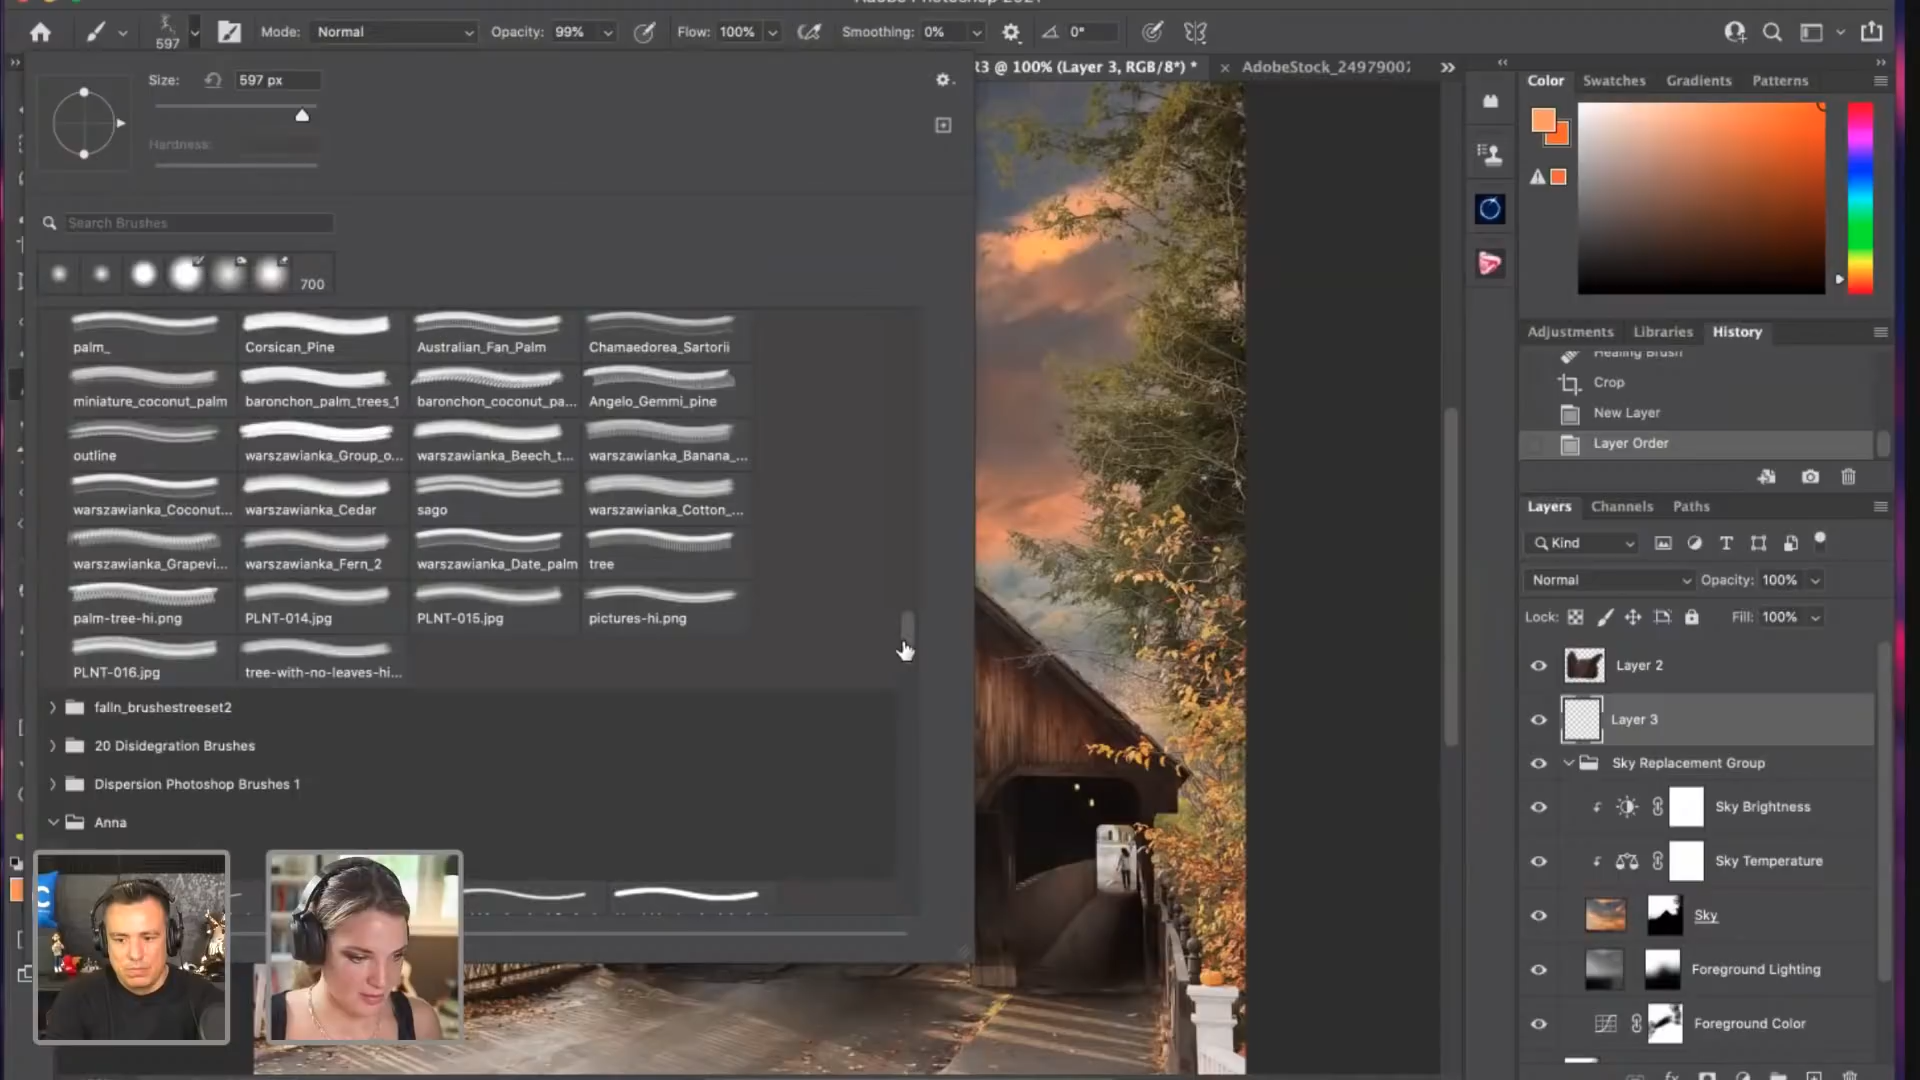 597
Mode:
Normal
Opacity: 99%
Flow: 100%
Smoothing: 0%
0°
Size:
597 px
Hardness:
Search Brushes
700
palm_
Corsican_Pine
Australian_Fan_Palm
Chamaedorea_Sartorii
miniature_coconut_palm
baronchon_palm_trees_1
baronchon_coconut_pa...
Angelo_Gemmi_pine
outline
warszawianka_Group_o...
warszawianka_Beech_t...
warszawianka_Banana_...
warszawianka_Coconut...
warszawianka_Cedar
sago
warszawianka_Cotton_...
warszawianka_Grapevi...
warszawianka_Fern_2
warszawianka_Date_palm
tree
palm-tree-hi.png
PLNT-014.jpg
PLNT-015.jpg
pictures-hi.png
PLNT-016.jpg
tree-with-no-leaves-hi...
falln_brushestreeset2
20 Disidegration Brushes
Dispersion Photoshop Brushes 1
Anna
3 @ 100% (Layer 3, RGB/8*) *
AdobeStock_24979007
Color
Swatches
Gradients
Patterns
Adjustments
Libraries
History
Healing Brush
Crop
New Layer
Layer Order
Layers
Channels
Paths
Kind
Normal
Opacity: 100%
Lock:
Fill: 100%
Layer 2
Layer 3
Sky Replacement Group
Sky Brightness
Sky Temperature
Sky
Foreground Lighting
Foreground Color